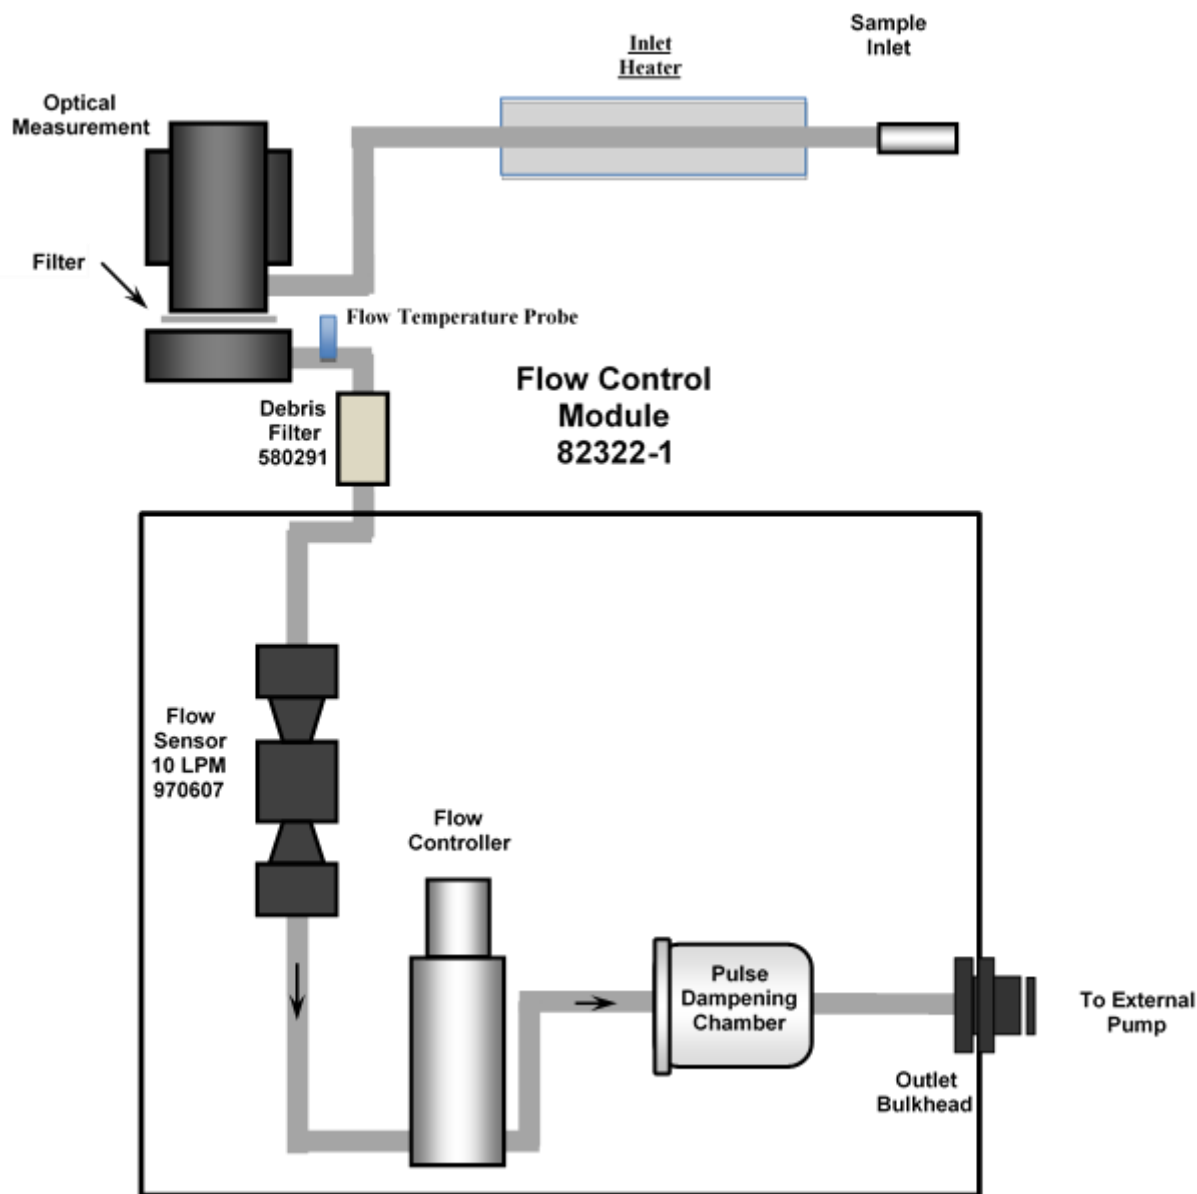 Sample
Inlet
Inlet
Heater
Optical
Measurement
Filter
Flow Temperature Probe
Flow Control
Module
82322-1
Debris
Filter
580291
Flow
Sensor
10 LPM
970607
Flow
Controller
Pulse
Dampening
Chamber
To External
Pump
Outlet
Bulkhead